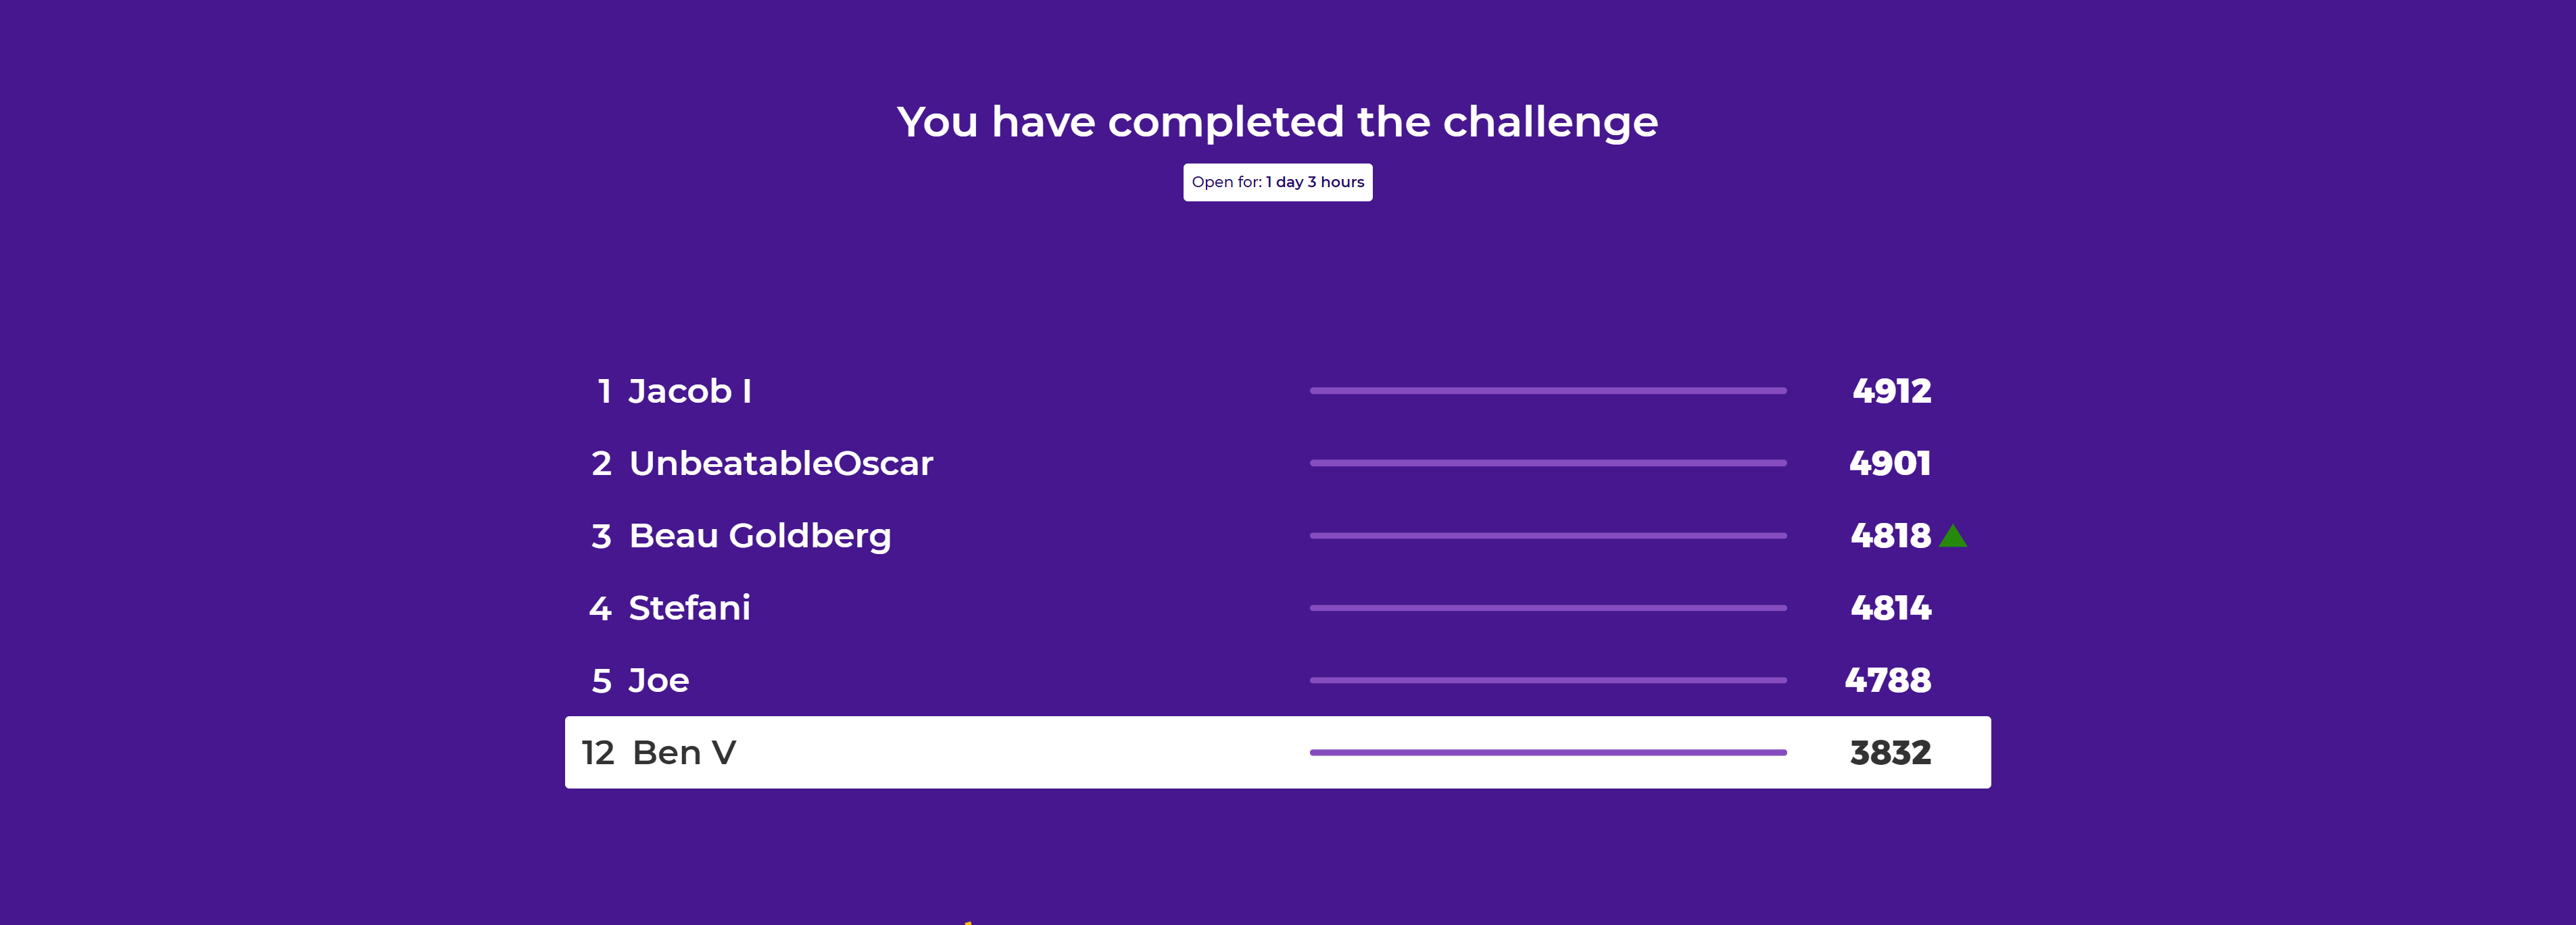 You have completed the challenge
Open for: 1 day 3 hours
1 Jacob I 4912
2 UnbeatableOscar 4901
3 Beau Goldberg 4818
4 Stefani 4814
5 Joe 4788
12 Ben V 3832